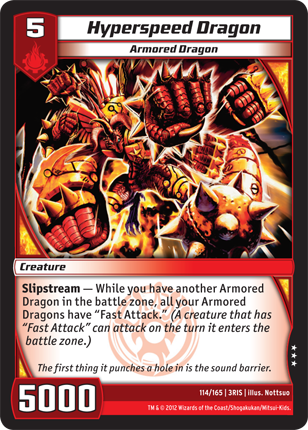 5
Hyperspeed Dragon
Armored Dragon
Creature
Slipstream — While you have another Armored
Dragon in the battle zone, all your Armored
Dragons have “Fast Attack.” (A creature that has
“Fast Attack” can attack on the turn it enters the
battle zone.)
The first thing it punches a hole in is the sound barrier.
5000
114/165 | 3RIS | illus. Nottsuo
TM & © 2012 Wizards of the Coast/Shogakukan/Mitsui-Kids.